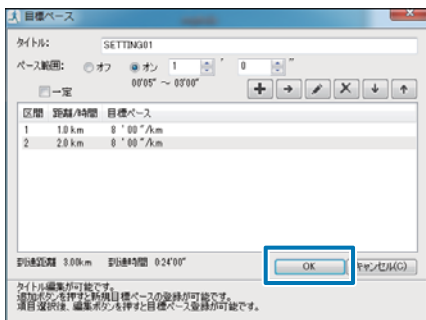 目標ペース
タイトル: SETTING01
ペース範囲: オフ オン 1 ' 0 "
一定 00'05" ～ 03'00"
区間 距離/時間 目標ペース
1 1.0 km 8 ' 00 "/km
2 2.0 km 8 ' 00 "/km
到達距離 3.00km 到達時間 0:24'00"
OK キャンセル(C)
タイトル編集が可能です。
追加ボタンを押すと新規目標ペースの登録が可能です。
項目選択後、編集ボタンを押すと目標ペース登録が可能です。